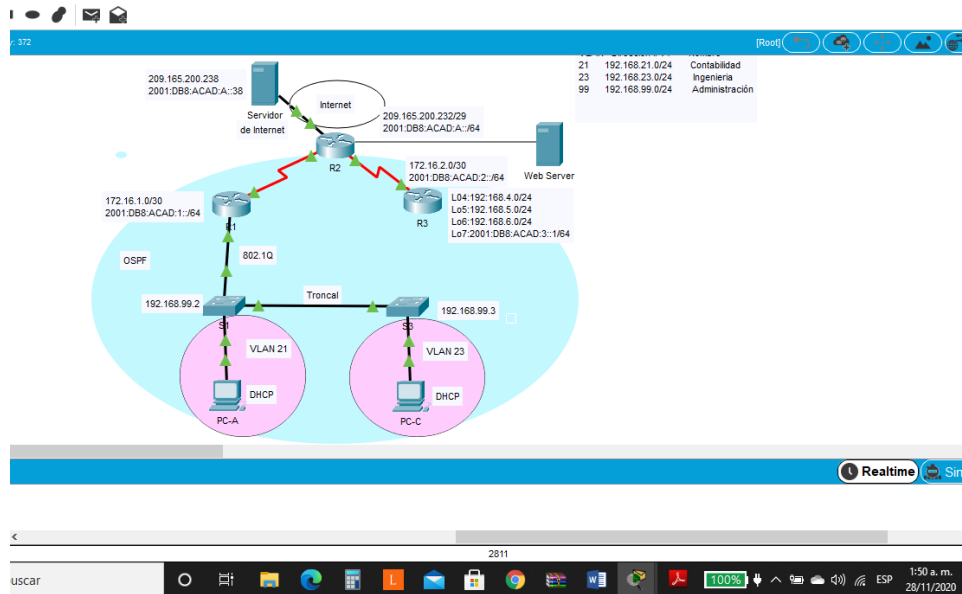 r: 372
[Root]
21 192.168.21.0/24 Contabilidad
23 192.168.23.0/24 Ingenieria
99 192.168.99.0/24 Administración
209.165.200.238
2001:DB8:ACAD:A::38
Servidor
de Internet
Internet
209.165.200.232/29
2001:DB8:ACAD:A::/64
R2
Web Server
172.16.2.0/30
2001:DB8:ACAD:2::/64
172.16.1.0/30
2001:DB8:ACAD:1::/64
R1
R3
L04:192:168.4.0/24
Lo5:192.168.5.0/24
Lo6:192.168.6.0/24
Lo7:2001:DB8:ACAD:3::1/64
OSPF
802.1Q
192.168.99.2
Troncal
192.168.99.3
S1
S3
VLAN 21
VLAN 23
DHCP
DHCP
PC-A
PC-C
Realtime
Sin
<
2811
uscar
L
100%
ESP
1:50 a. m.
28/11/2020